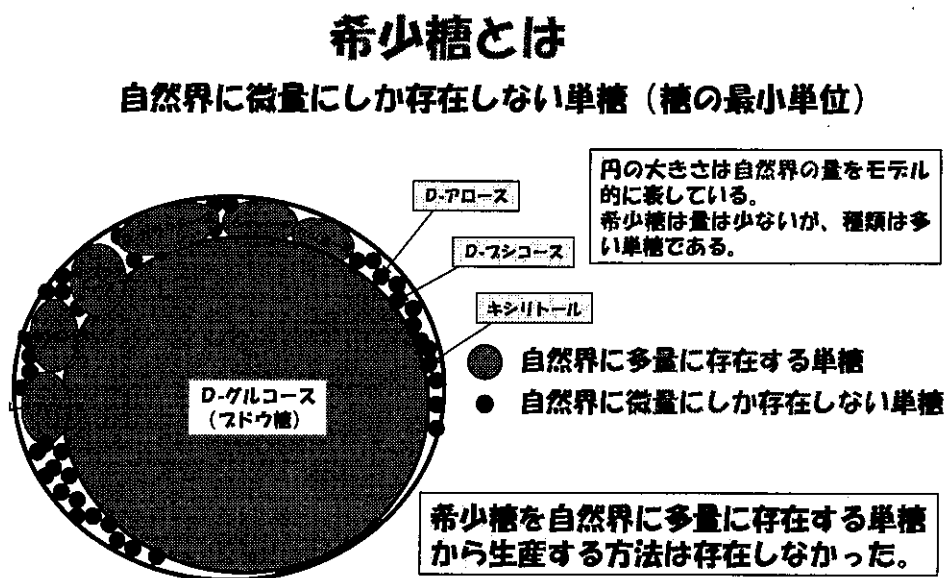 希少糖とは
自然界に微量にしか存在しない単糖（糖の最小単位）
円の大きさは自然界の量をモデル
的に表している。
希少糖は量は少ないが、種類は多
い単糖である。
D-アロース
D-プシコース
キシリトール
D-グルコース
（ブドウ糖）
自然界に多量に存在する単糖
自然界に微量にしか存在しない単糖
希少糖を自然界に多量に存在する単糖
から生産する方法は存在しなかった。